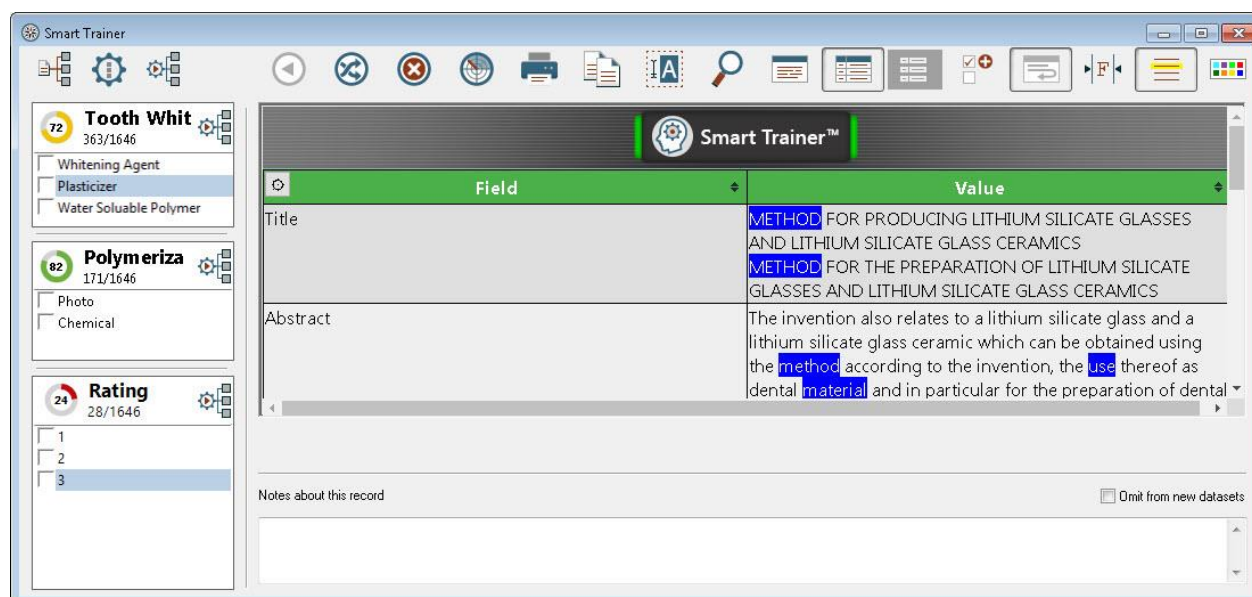 Smart Trainer
A
F
72
Tooth Whit
363/1646
Whitening Agent
Plasticizer
Water Soluable Polymer
82
Polymeriza
171/1646
Photo
Chemical
24
Rating
28/1646
1
2
3
Smart Trainer™
Field
Value
Title
METHOD FOR PRODUCING LITHIUM SILICATE GLASSES
AND LITHIUM SILICATE GLASS CERAMICS
METHOD FOR THE PREPARATION OF LITHIUM SILICATE
GLASSES AND LITHIUM SILICATE GLASS CERAMICS
Abstract
The invention also relates to a lithium silicate glass and a
lithium silicate glass ceramic which can be obtained using
the method according to the invention, the use thereof as
dental material and in particular for the preparation of dental
Notes about this record
Omit from new datasets